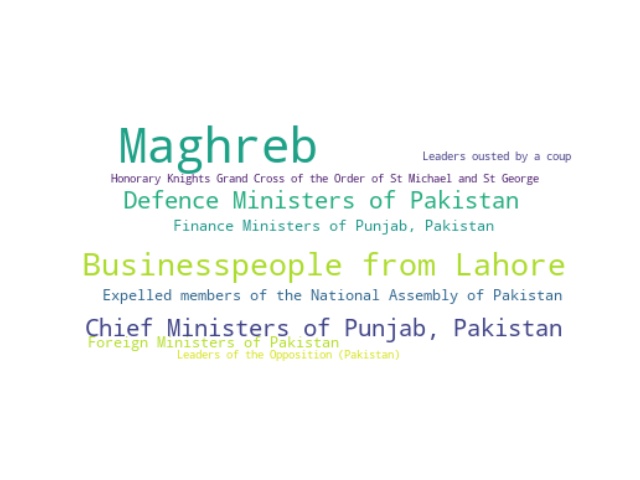 Maghreb
Leaders ousted by a coup
Honorary Knights Grand Cross of the Order of St Michael and St George
Defence Ministers of Pakistan
Finance Ministers of Punjab, Pakistan
Businesspeople from Lahore
Expelled members of the National Assembly of Pakistan
Chief Ministers of Punjab, Pakistan
Foreign Ministers of Pakistan
Leaders of the Opposition (Pakistan)